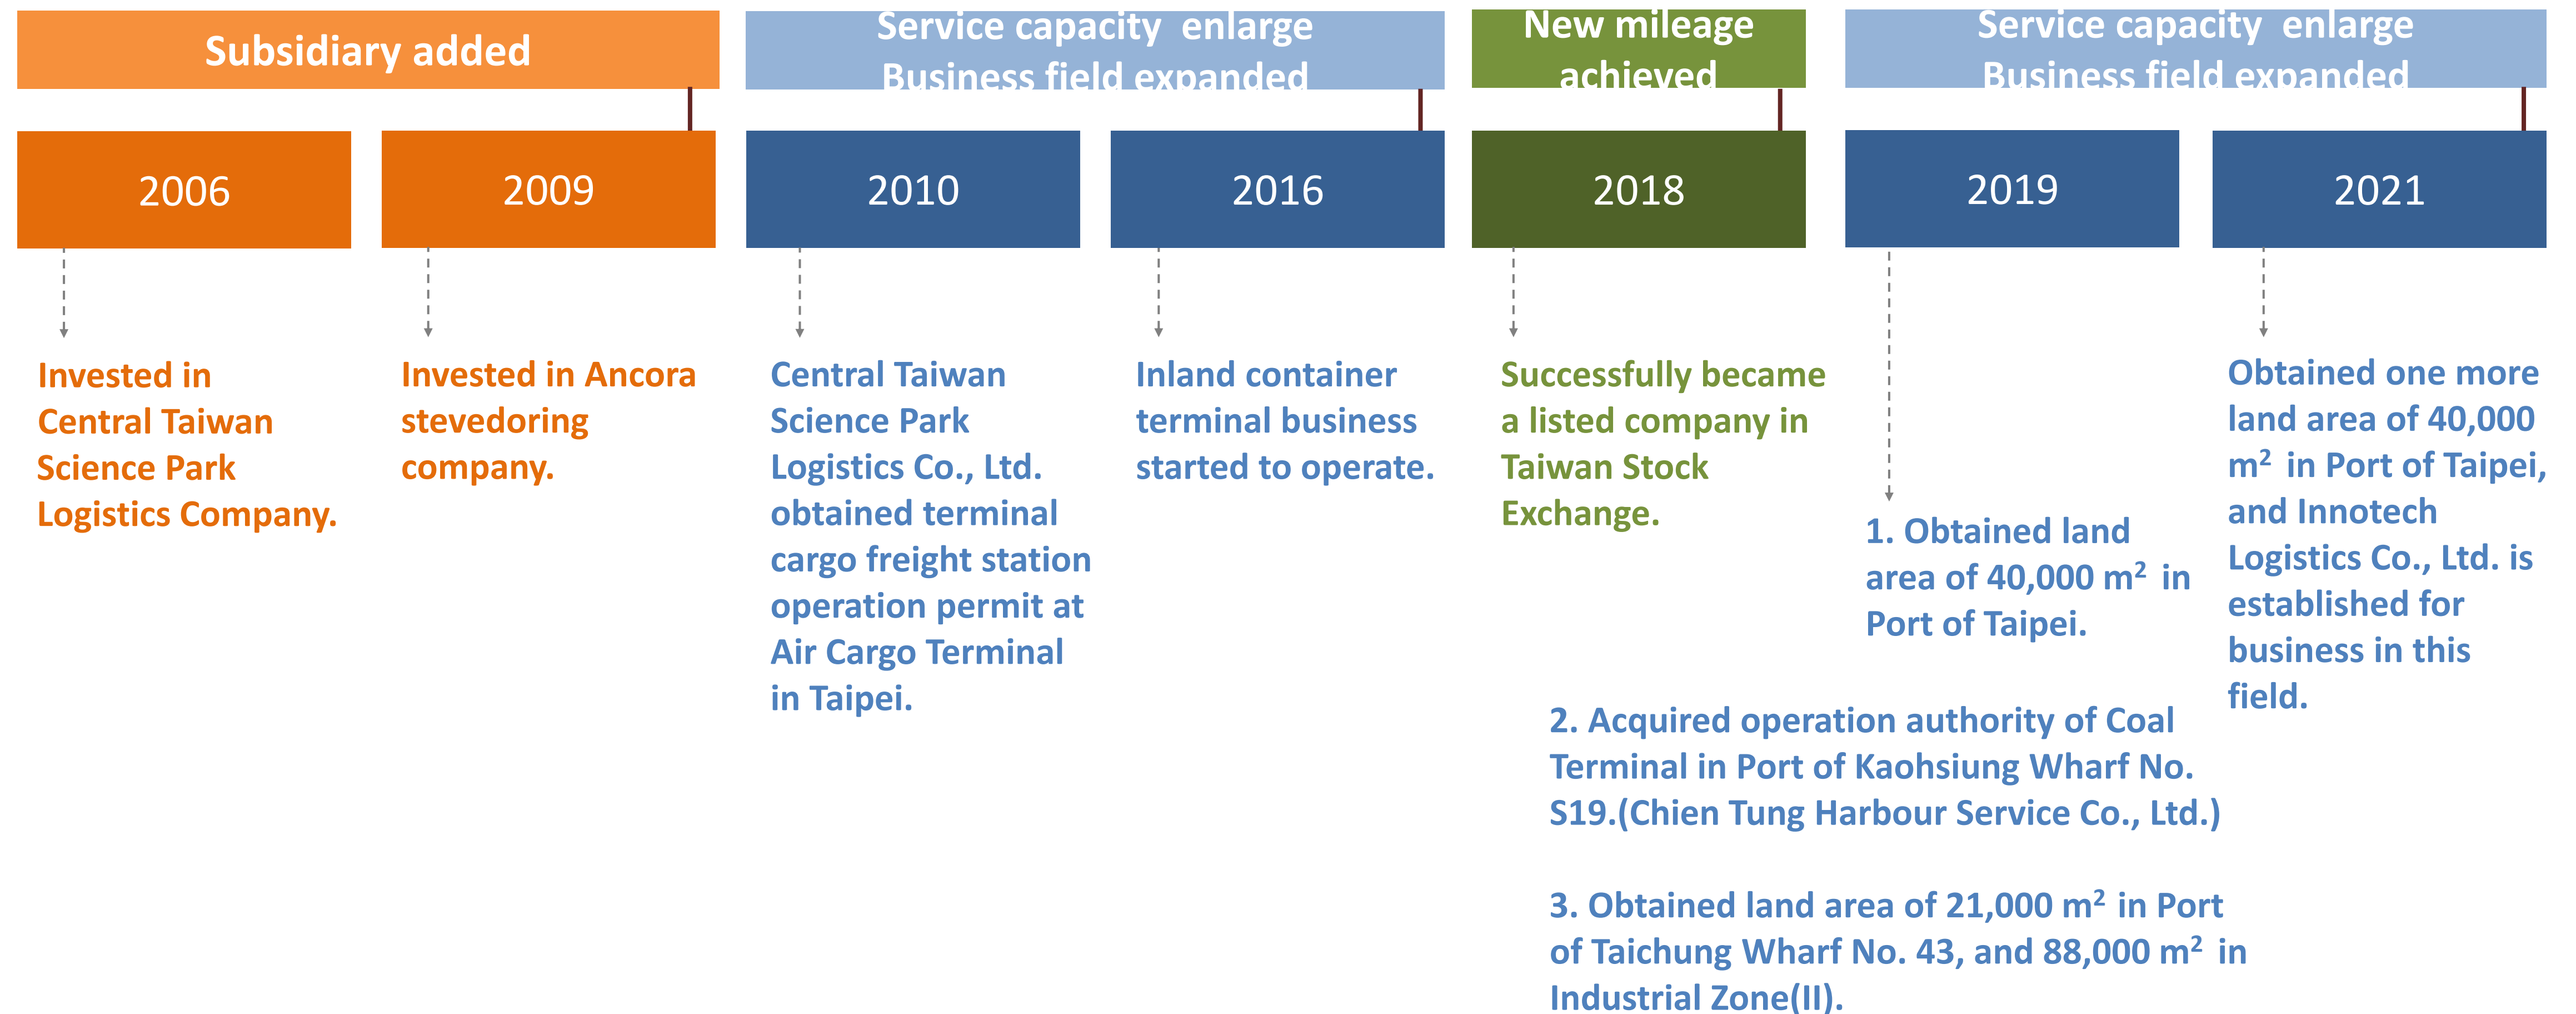 Subsidiary added
Service capacity  enlarge
Business field expanded
New mileage
achieved
Service capacity  enlarge
Business field expanded
2006
2009
2010
2016
2018
2019
2021
Invested in
Central Taiwan
Science Park
Logistics Company.
Invested in Ancora
stevedoring
company.
Central Taiwan
Science Park
Logistics Co., Ltd.
obtained terminal
cargo freight station
operation permit at
Air Cargo Terminal
in Taipei.
Inland container
terminal business
started to operate.
Successfully became
a listed company in
Taiwan Stock
Exchange.
1. Obtained land
area of 40,000 m² in
Port of Taipei.
2. Acquired operation authority of Coal
Terminal in Port of Kaohsiung Wharf No.
S19.(Chien Tung Harbour Service Co., Ltd.)
3. Obtained land area of 21,000 m² in Port
of Taichung Wharf No. 43, and 88,000 m² in
Industrial Zone(II).
Obtained one more
land area of 40,000
m² in Port of Taipei,
and Innotech
Logistics Co., Ltd. is
established for
business in this
field.